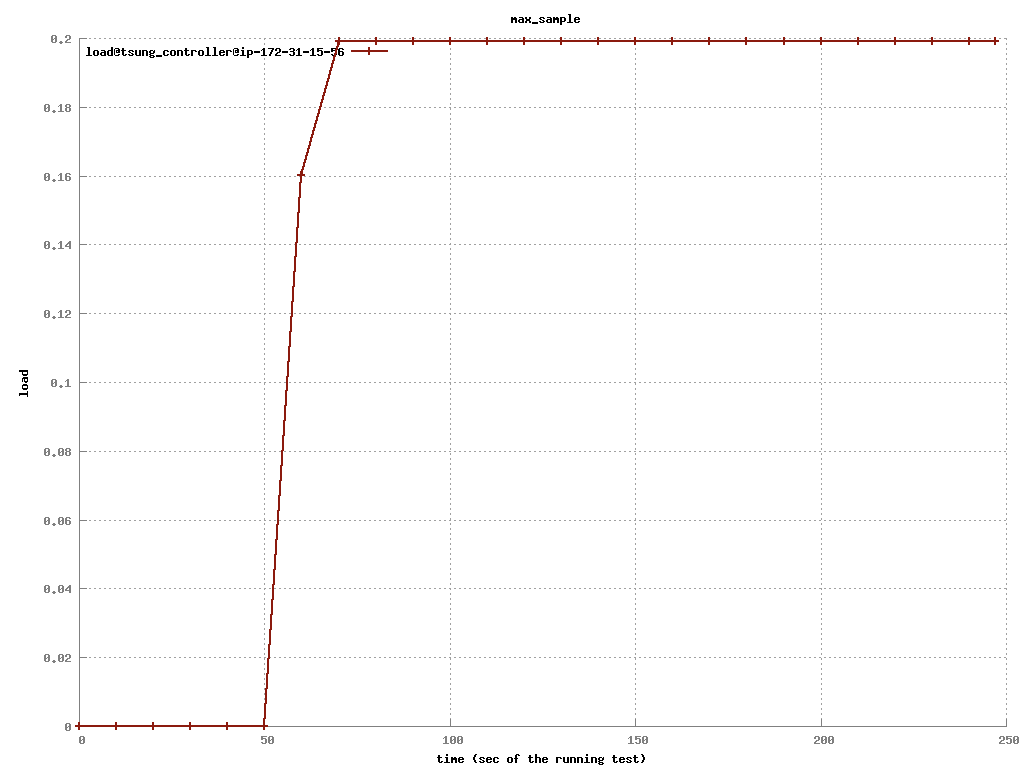 max_sample
load@tsung_controller@ip-172-31-15-56
0.2
0.18
0.16
0.14
0.12
0.1
0.08
0.06
0.04
0.02
0
load
0 50 100 150 200 250
time (sec of the running test)